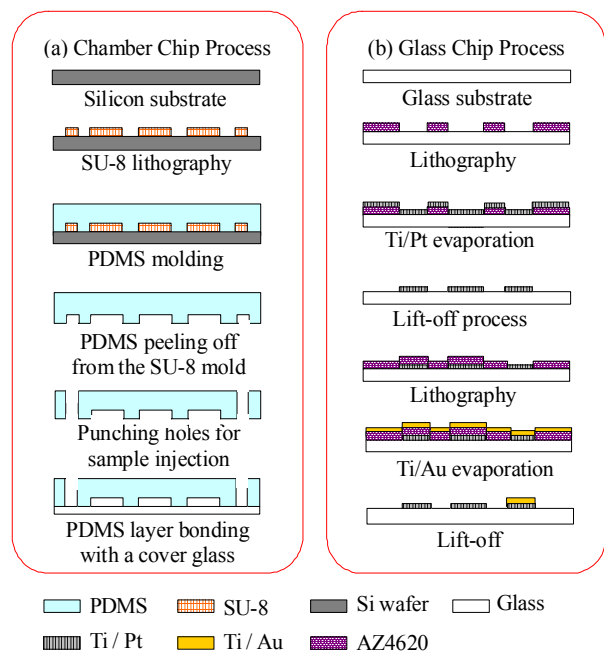 (a) Chamber Chip Process
Silicon substrate
SU-8 lithography
PDMS molding
PDMS peeling off
from the SU-8 mold
Punching holes for
sample injection
PDMS layer bonding
with a cover glass
(b) Glass Chip Process
Glass substrate
Lithography
Ti/Pt evaporation
Lift-off process
Lithography
Ti/Au evaporation
Lift-off
PDMS SU-8 Si wafer Glass
Ti / Pt Ti / Au AZ4620